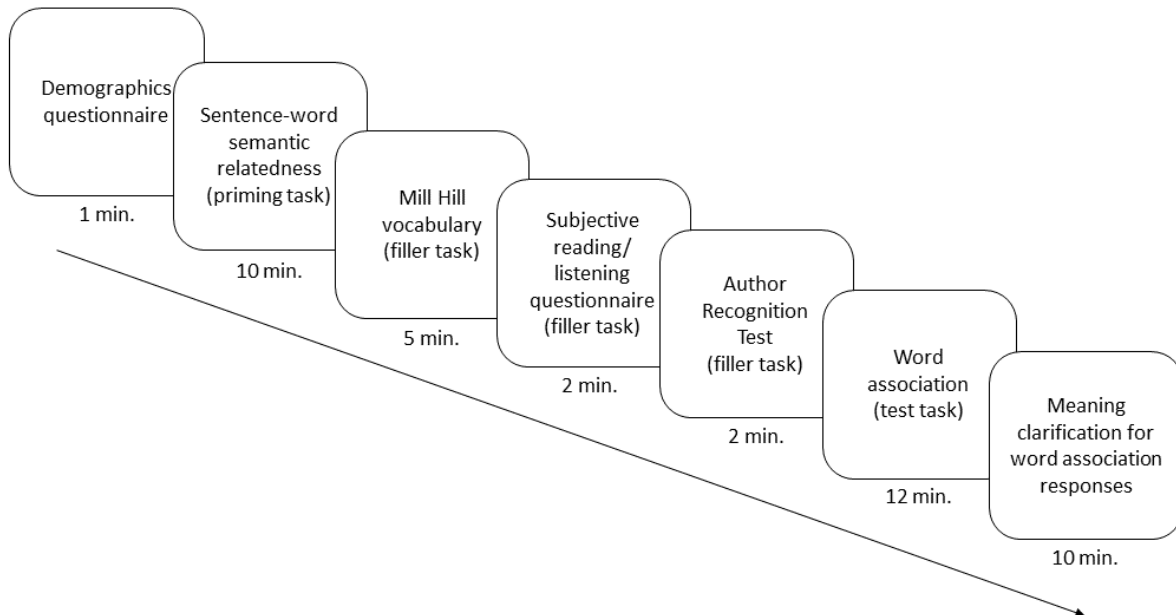 Demographics
questionnaire
1 min.
Sentence-word
semantic
relatedness
(priming task)
10 min.
Mill Hill
vocabulary
(filler task)
5 min.
Subjective
reading/
listening
questionnaire
(filler task)
2 min.
Author
Recognition
Test
(filler task)
2 min.
Word
association
(test task)
12 min.
Meaning
clarification for
word association
responses
10 min.